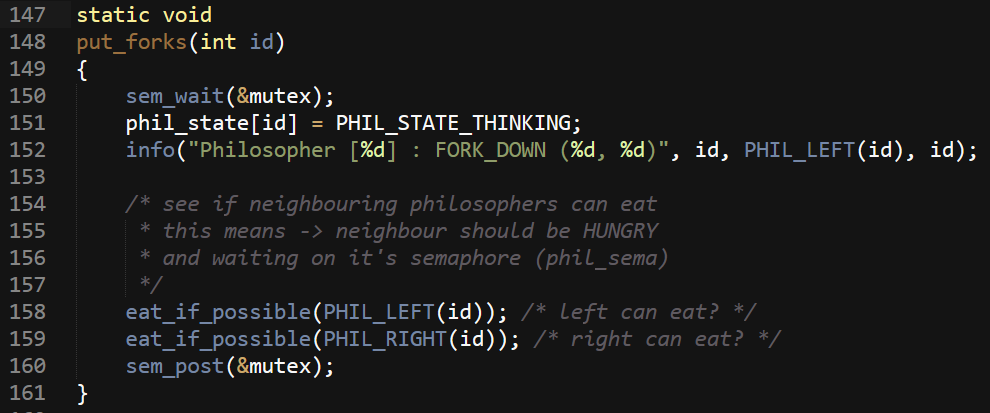 147 static void
148 put_forks(int id)
149 {
150     sem_wait(&mutex);
151     phil_state[id] = PHIL_STATE_THINKING;
152     info("Philosopher [%d] : FORK_DOWN (%d, %d)", id, PHIL_LEFT(id), id);
153
154     /* see if neighbouring philosophers can eat
155      * this means -> neighbour should be HUNGRY
156      * and waiting on it's semaphore (phil_sema)
157      */
158     eat_if_possible(PHIL_LEFT(id)); /* left can eat? */
159     eat_if_possible(PHIL_RIGHT(id)); /* right can eat? */
160     sem_post(&mutex);
161 }